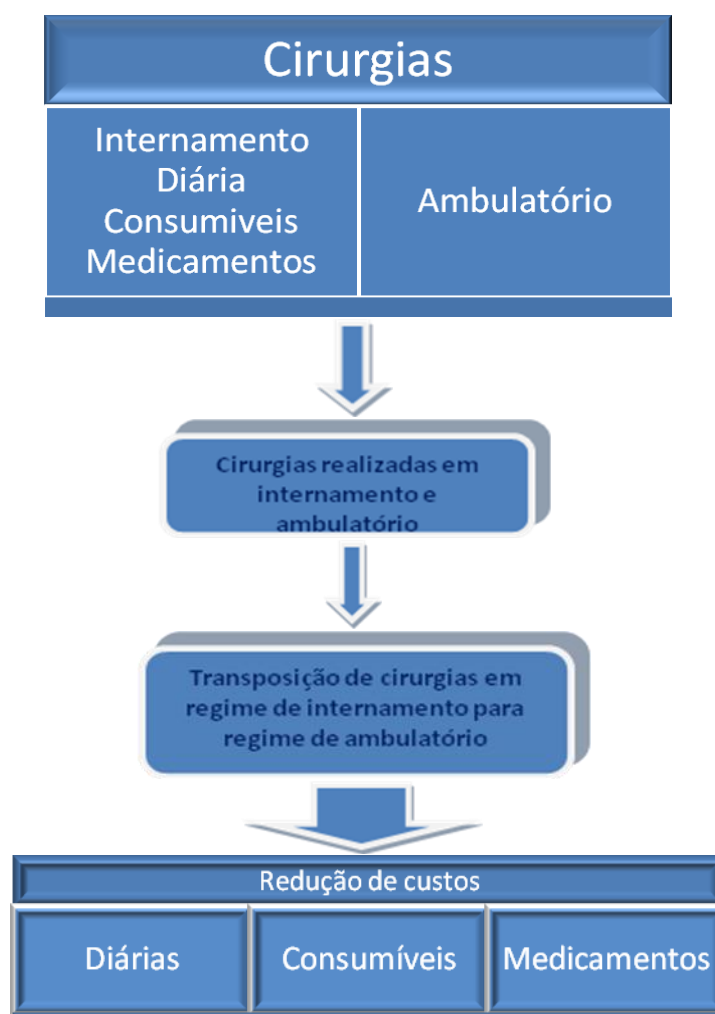 Cirurgias
Internamento
Diária
Consumiveis
Medicamentos
Ambulatório
Cirurgias realizadas em
internamento e
ambulatório
Transposição de cirurgias em
regime de internamento para
regime de ambulatório
Redução de custos
Diárias
Consumíveis
Medicamentos